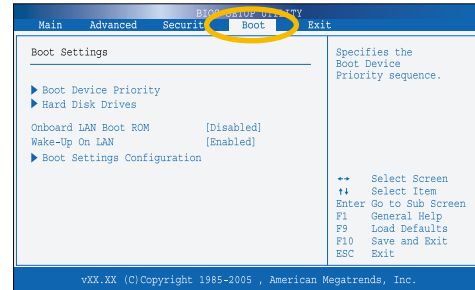 BIOS SETUP UTILITY
Main Advanced Security Boot Exit
Boot Settings
Boot Device Priority
Hard Disk Drives
Onboard LAN Boot ROM [Disabled]
Wake-Up On LAN [Enabled]
Boot Settings Configuration
Specifies the
Boot Device
Priority sequence.
↔ Select Screen
↑↓ Select Item
Enter Go to Sub Screen
F1 General Help
F9 Load Defaults
F10 Save and Exit
ESC Exit
vXX.XX (C)Copyright 1985-2005 , American Megatrends, Inc.